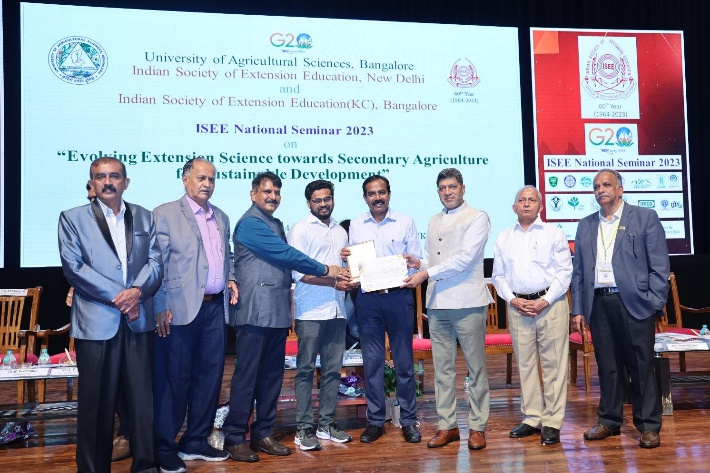 G20
University of Agricultural Sciences, Bangalore
Indian Society of Extension Education, New Delhi
and
Indian Society of Extension Education(KC), Bangalore
60th Year
(1964-2023)
ISEE National Seminar 2023
on
“Evolving Extension Science towards Secondary Agriculture
Sustainable Development”
ISEE
60th Year
(1964-2023)
G20
ISEE National Seminar 2023